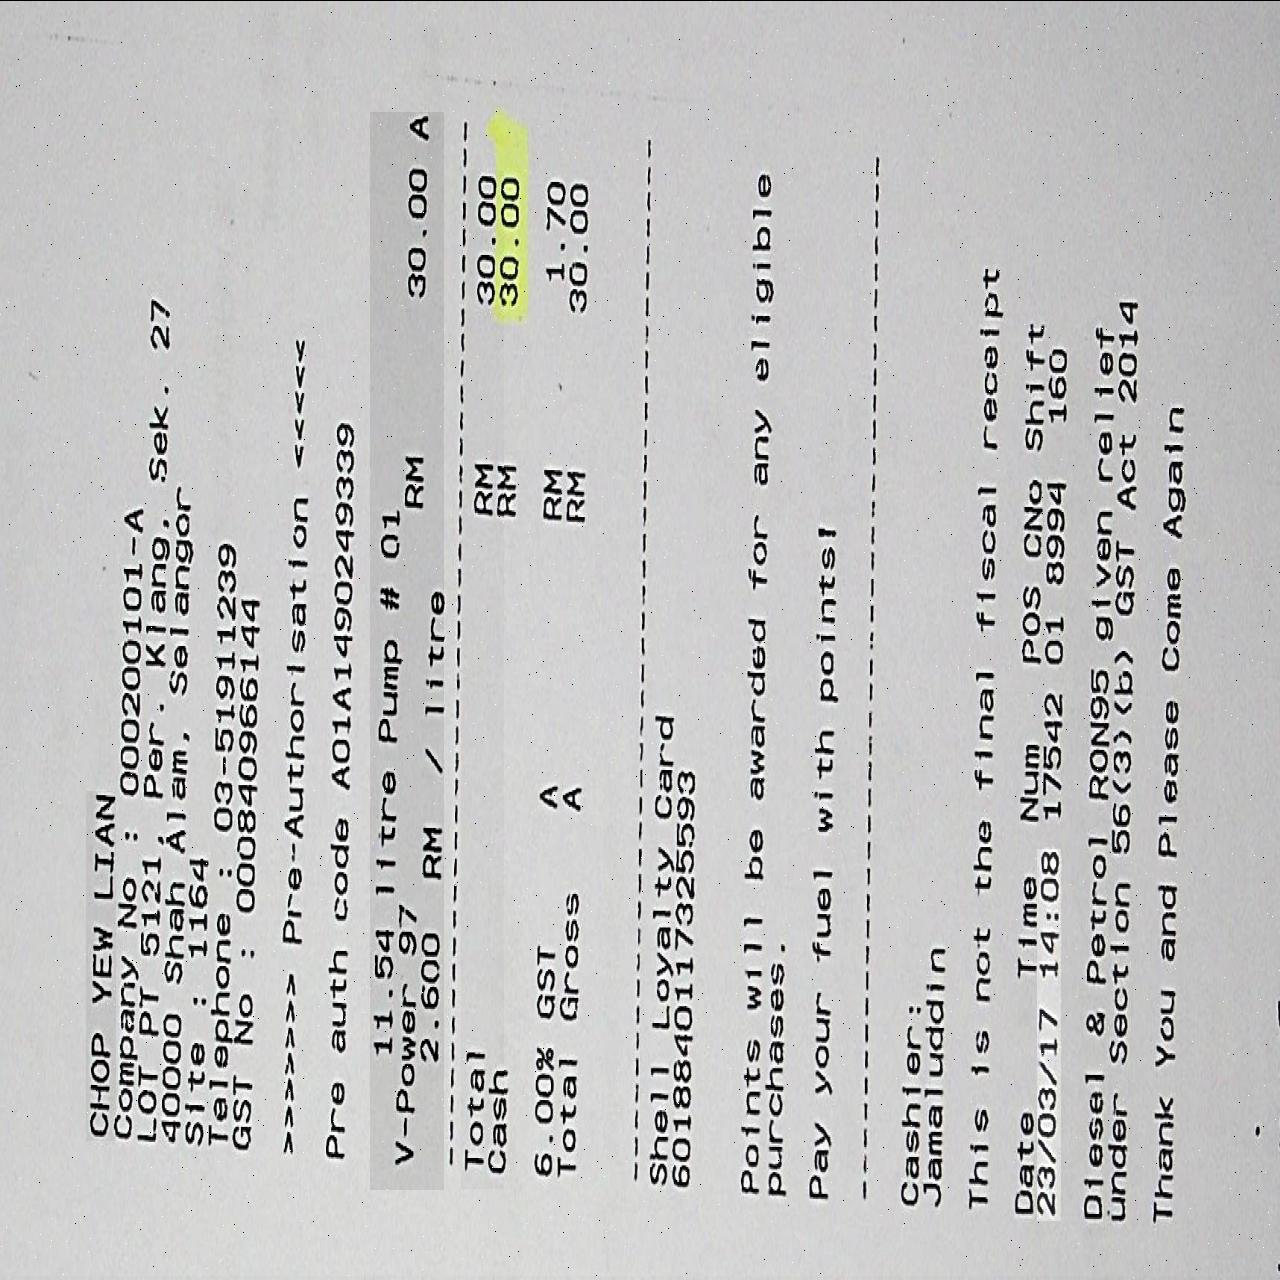 CHOP YEW LIAN
Company No : 000200101-A
LOT PT 5121, Per. Klang, Sek. 27
40000 Shah Alam, Selangor
Site : 1164
Telephone : 03-51911239
GST No : 000840966144
>>>>>> Pre-Authorisation <<<<<
Pre auth code A01A1490249339
11.54 litre Pump # 01
V-Power 97 RM 30.00 A
2.600 RM / litre
Total RM 30.00
Cash RM 30.00
6.00% GST A RM 1.70
Total Gross A RM 30.00
Shell Loyalty Card
6018840117325593
Points will be awarded for any eligible
purchases.
Pay your fuel with points!
Cashier:
Jamaluddin
This is not the final fiscal receipt
Date Time Num POS CNo Shift
23/03/17 14:08 17542 01 8994 160
Diesel & Petrol RON95 given relief
under Section 56(3)(b) GST Act 2014
Thank You and Please Come Again